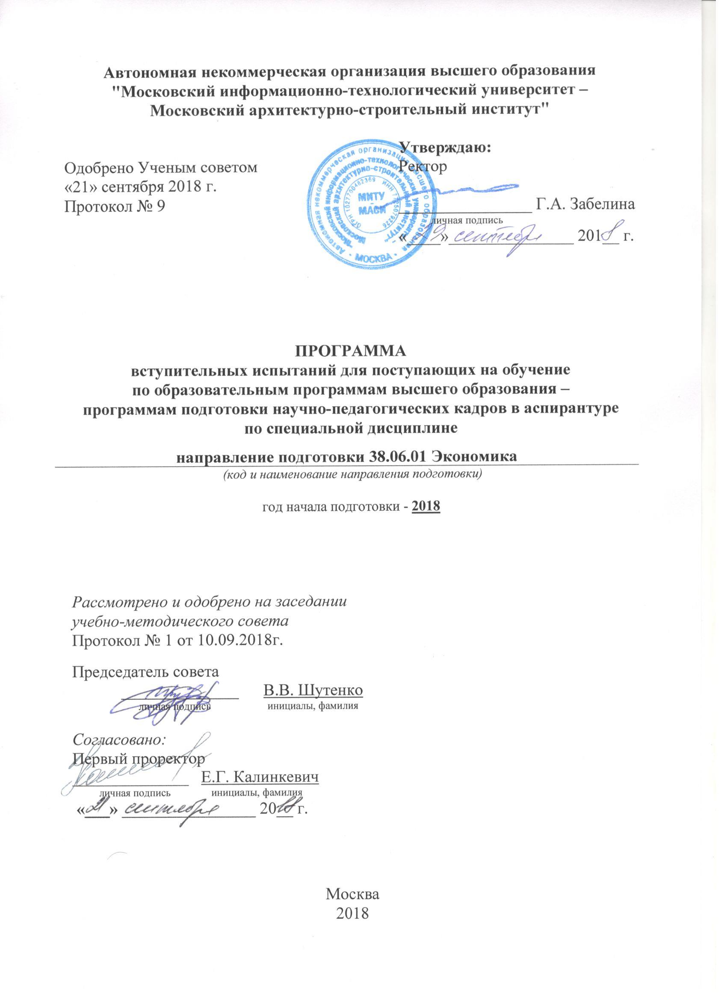 Автономная некоммерческая организация высшего образования
"Московский информационно-технологический университет –
Московский архитектурно-строительный институт"
Одобрено Ученым советом
«21» сентября 2018 г.
Протокол № 9
Утверждаю:
Ректор
Г.А. Забелина
личная подпись
« » сентября 2018 г.
Автономная некоммерческая организация высшего образования
"Московский информационно-технологический университет -
Московский архитектурно-строительный институт"
ОГРН 1027700482369 ИНН 7725079226
МИТУ
-
МАСИ
• МОСКВА •
ПРОГРАММА
вступительных испытаний для поступающих на обучение
по образовательным программам высшего образования –
программам подготовки научно-педагогических кадров в аспирантуре
по специальной дисциплине
направление подготовки 38.06.01 Экономика
(код и наименование направления подготовки)
год начала подготовки - 2018
Рассмотрено и одобрено на заседании
учебно-методического совета
Протокол № 1 от 10.09.2018г.
Председатель совета
В.В. Шутенко
личная подпись инициалы, фамилия
Согласовано:
Первый проректор
Е.Г. Калинкевич
личная подпись инициалы, фамилия
«21» сентября 2018 г.
Москва
2018